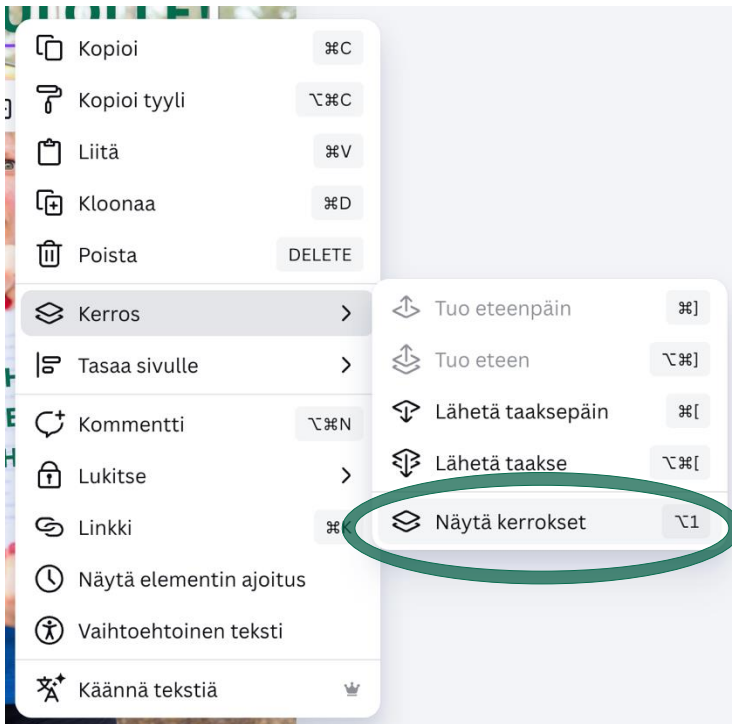 Kopioi ⌘C
Kopioi tyyli ⌥⌘C
Liitä ⌘V
Kloonaa ⌘D
Poista DELETE
Kerros
Tasaa sivulle
Kommentti ⌥⌘N
Lukitse
Linkki ⌘K
Näytä elementin ajoitus
Vaihtoehtoinen teksti
Käännä tekstiä
Tuo eteenpäin ⌘]
Tuo eteen ⌥⌘]
Lähetä taaksepäin ⌘[
Lähetä taakse ⌥⌘[
Näytä kerrokset ⌥1